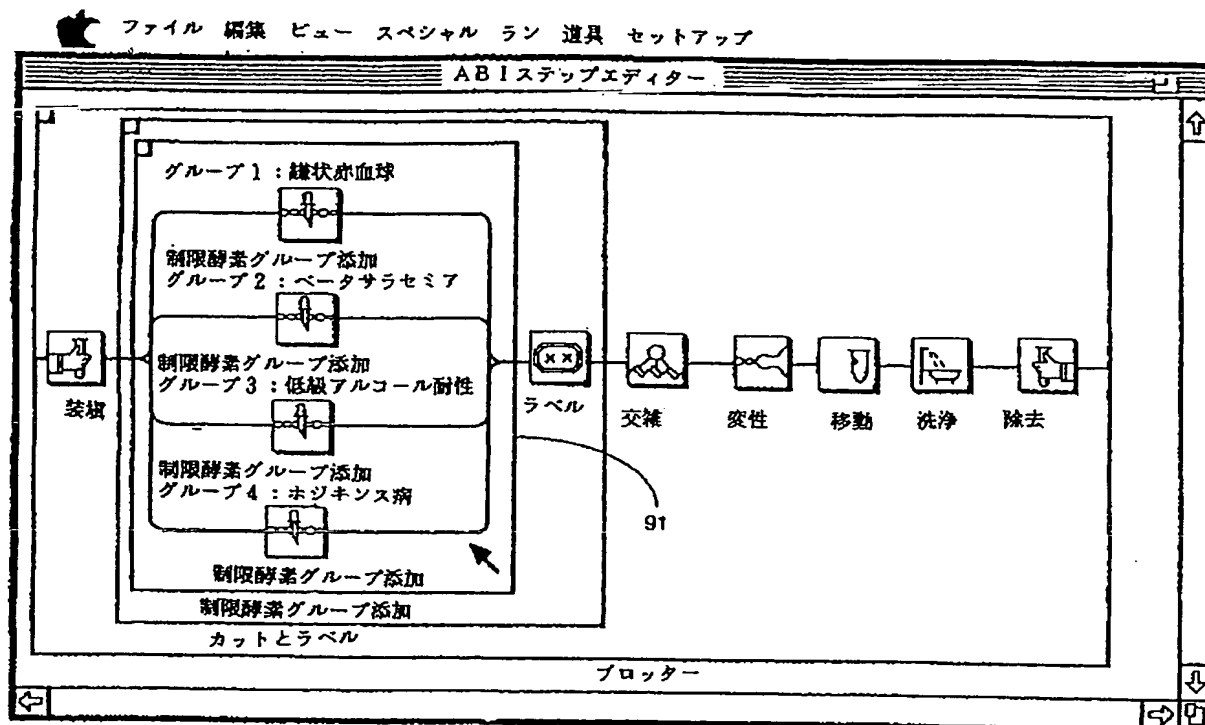 ファイル 編集 ビュー スペシャル ラン 道具 セットアップ
ABIステップエディター
グループ1：鎌状赤血球
制限酵素グループ添加
グループ2：ベータサラセミア
制限酵素グループ添加
グループ3：低級アルコール耐性
制限酵素グループ添加
グループ4：ホジキンス病
制限酵素グループ添加
制限酵素グループ添加
カットとラベル
ブロッター
装塡
ラベル
交雑
変性
移動
洗浄
除去
91